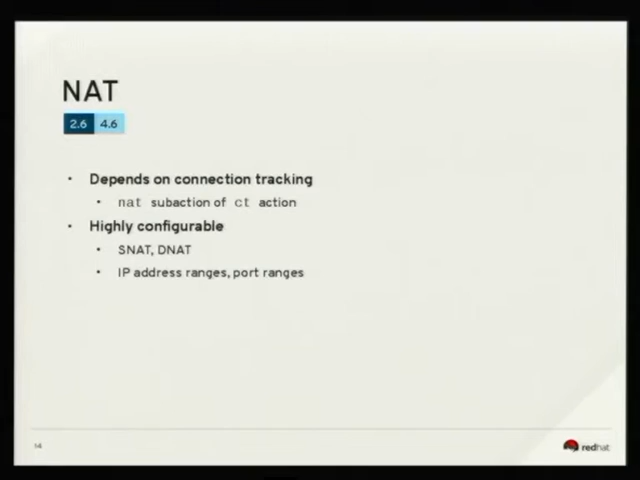 NAT
2.6 4.6
• Depends on connection tracking
• nat subaction of ct action
• Highly configurable
• SNAT, DNAT
• IP address ranges, port ranges
14
redhat